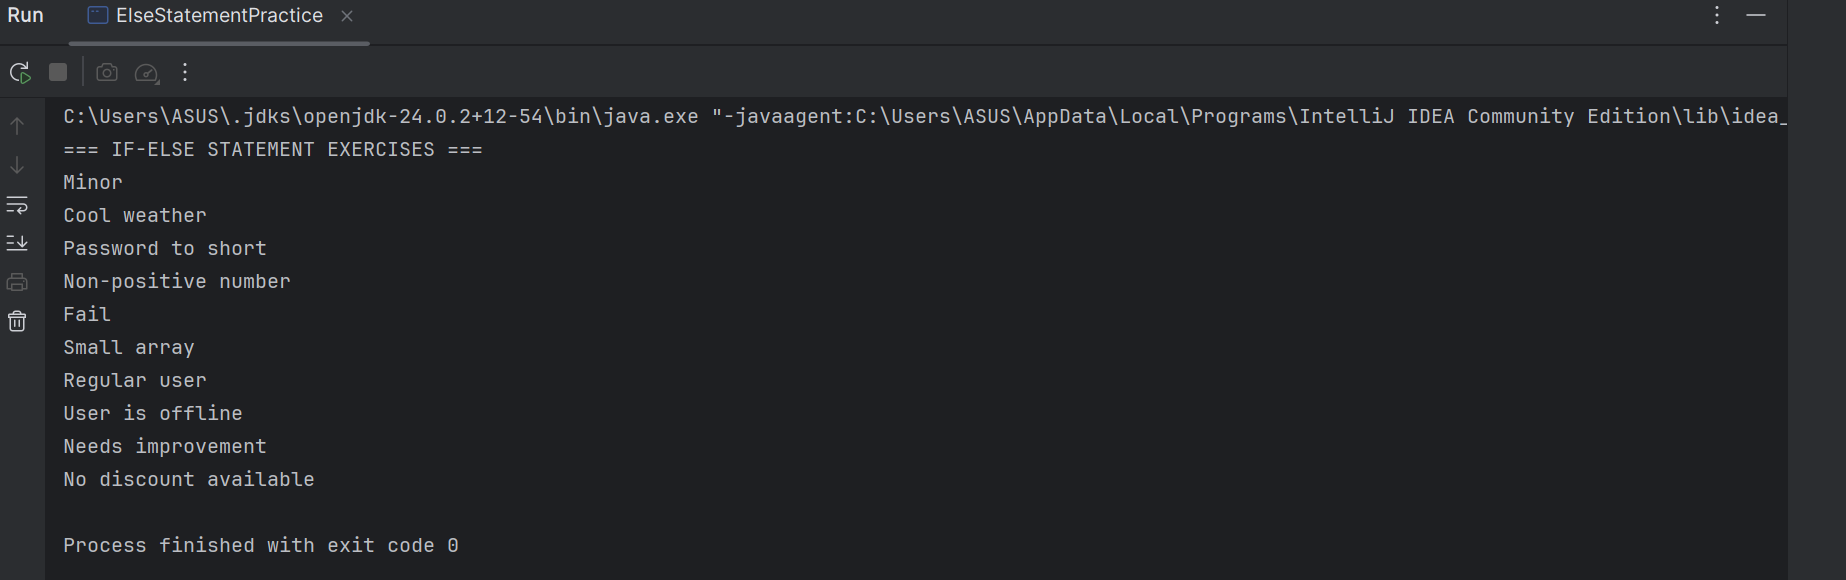 Run ElseStatementPractice
C:\Users\ASUS\.jdks\openjdk-24.0.2+12-54\bin\java.exe "-javaagent:C:\Users\ASUS\AppData\Local\Programs\IntelliJ IDEA Community Edition\lib\idea_
=== IF-ELSE STATEMENT EXERCISES ===
Minor
Cool weather
Password to short
Non-positive number
Fail
Small array
Regular user
User is offline
Needs improvement
No discount available
Process finished with exit code 0